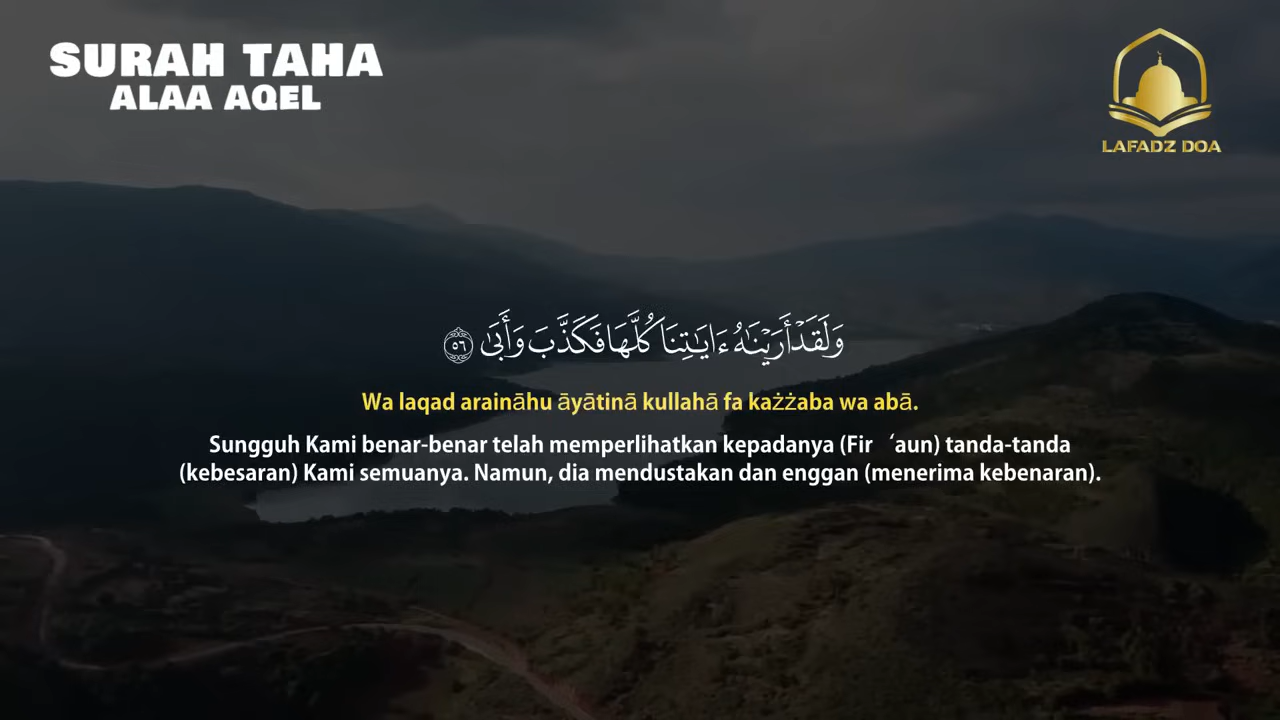 SURAH TAHA
ALAA AQEL
LAFADZ DOA
وَلَقَدْ أَرَيْنَٰهُ ءَايَٰتِنَا كُلَّهَا فَكَذَّبَ وَأَبَىٰ ٥٦
Wa laqad araināhu āyātinā kullahā fa każżaba wa abā.
Sungguh Kami benar-benar telah memperlihatkan kepadanya (Fir ‘aun) tanda-tanda
(kebesaran) Kami semuanya. Namun, dia mendustakan dan enggan (menerima kebenaran).